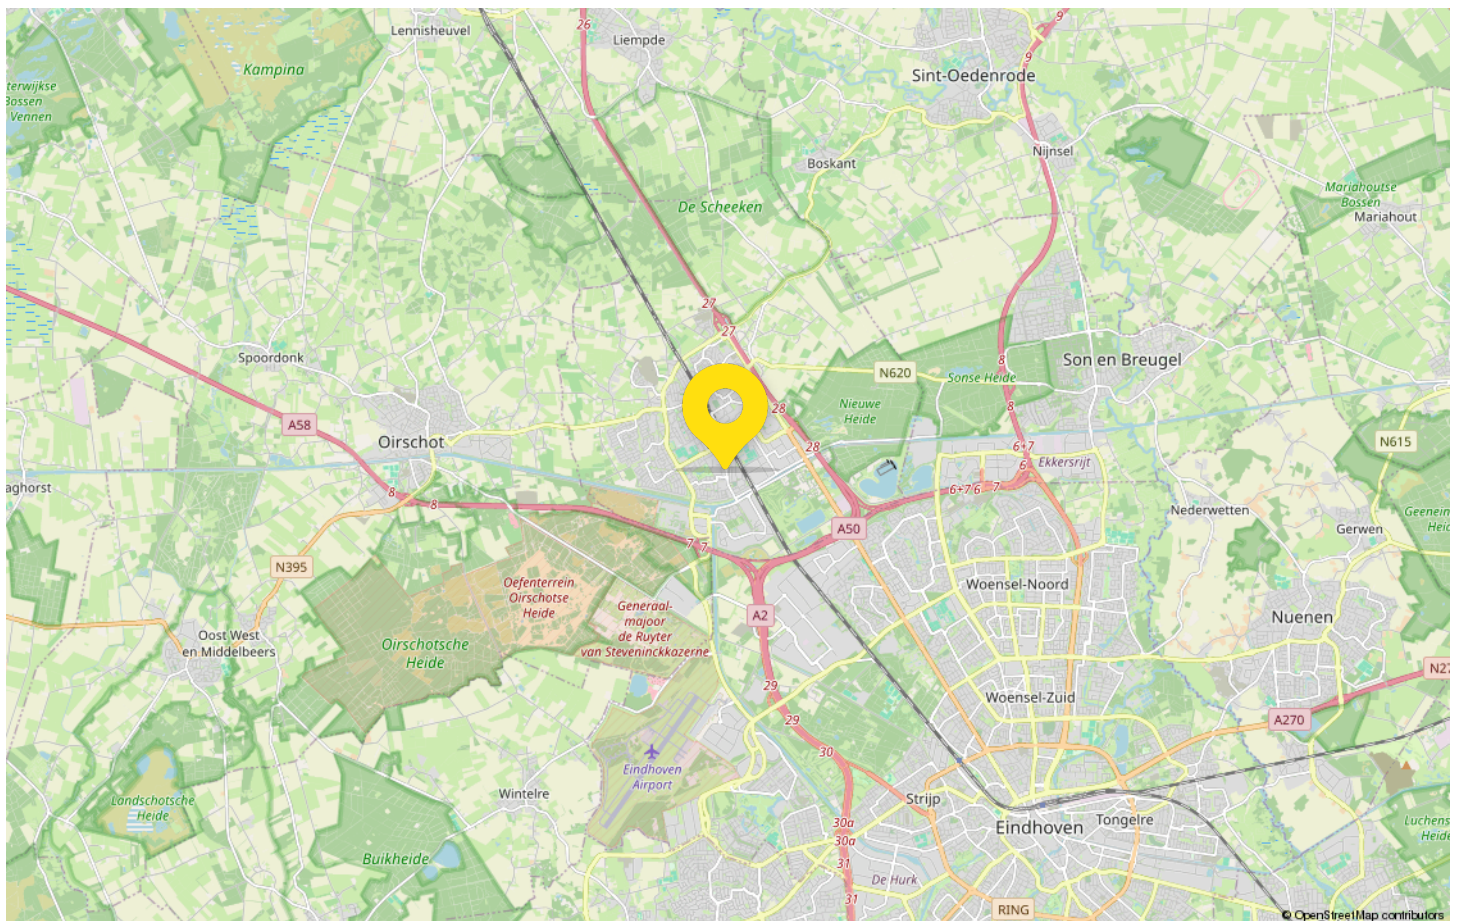 Lennisheuvel
26
Liempde
9
Kampina
9
Sint-Oedenrode
terwijkse
Bossen
en Vennen
Boskant
Nijnsel
Mariahoutse
Bossen
De Scheeken
Mariahout
27
27
Spoordonk
8
Son en Breugel
N620
Sonse Heide
Nieuwe
Heide
28
8
A58
Oirschot
28
6+7
N615
6
Ekkersrijt
aghorst
8
8
6+7
6
7
Nederwetten
Geenein
Heid
Gerwen
A50
7
7
N395
Oefenterrein
Oirschotse
Heide
Woensel-Noord
Generaal-
majoor
de Ruyter
van Steveninckkazerne
A2
Nuenen
Oost West
en Middelbeers
Oirschotsche
Heide
N27
29
Woensel-Zuid
29
A270
30
Eindhoven
Airport
Wintelre
Strijp
Landschotsche
Heide
30a
Eindhoven
Tongelre
30a
Luchens
Heide
Buikheide
31
De Hurk
31
RING
© OpenStreetMap contributors